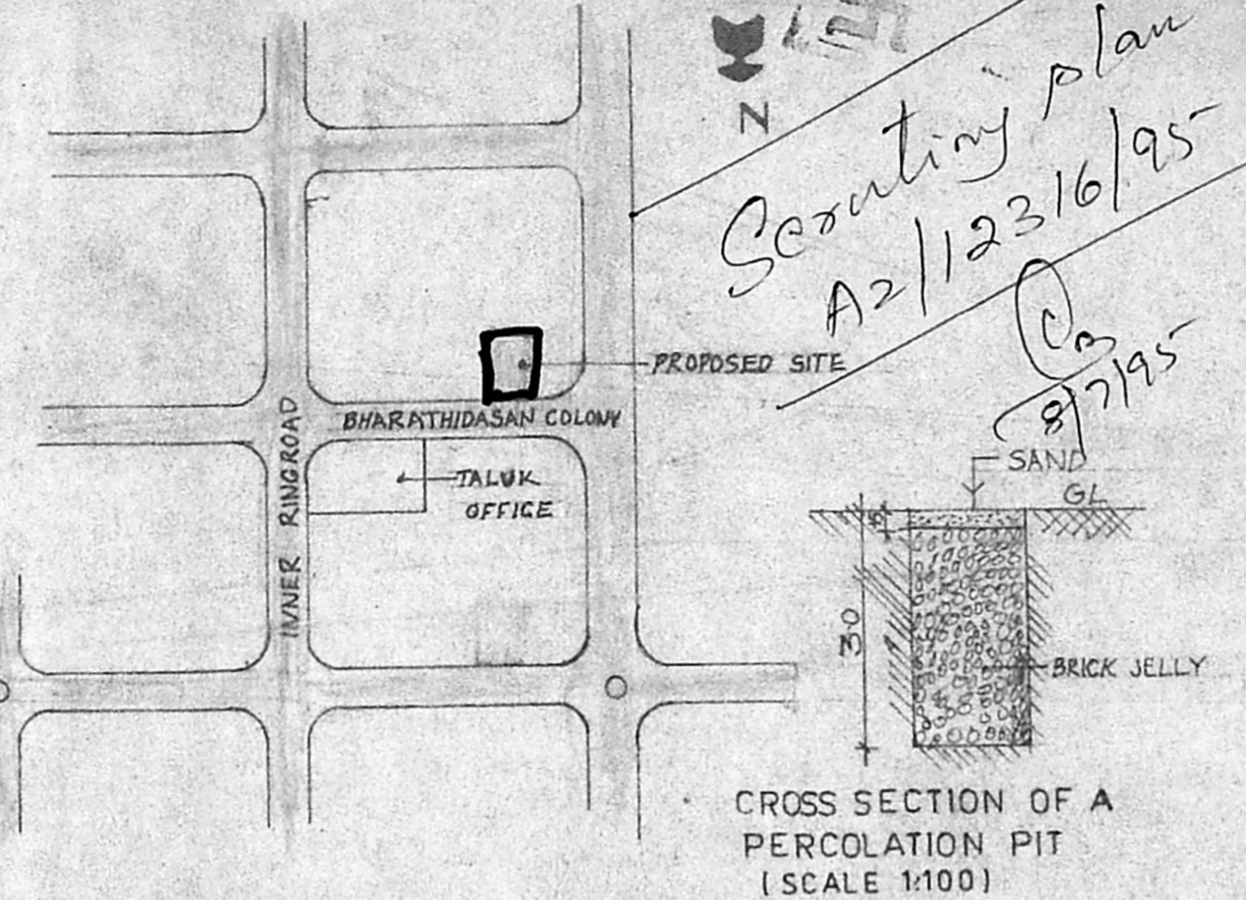 N
Scrutiny plan
A2/12316/95
8/7/95
PROPOSED SITE
BHARATHIDASAN COLONY
INNER RINGROAD
TALUK
OFFICE
SAND
GL
3.0
BRICK JELLY
CROSS SECTION OF A
PERCOLATION PIT
(SCALE 1:100)